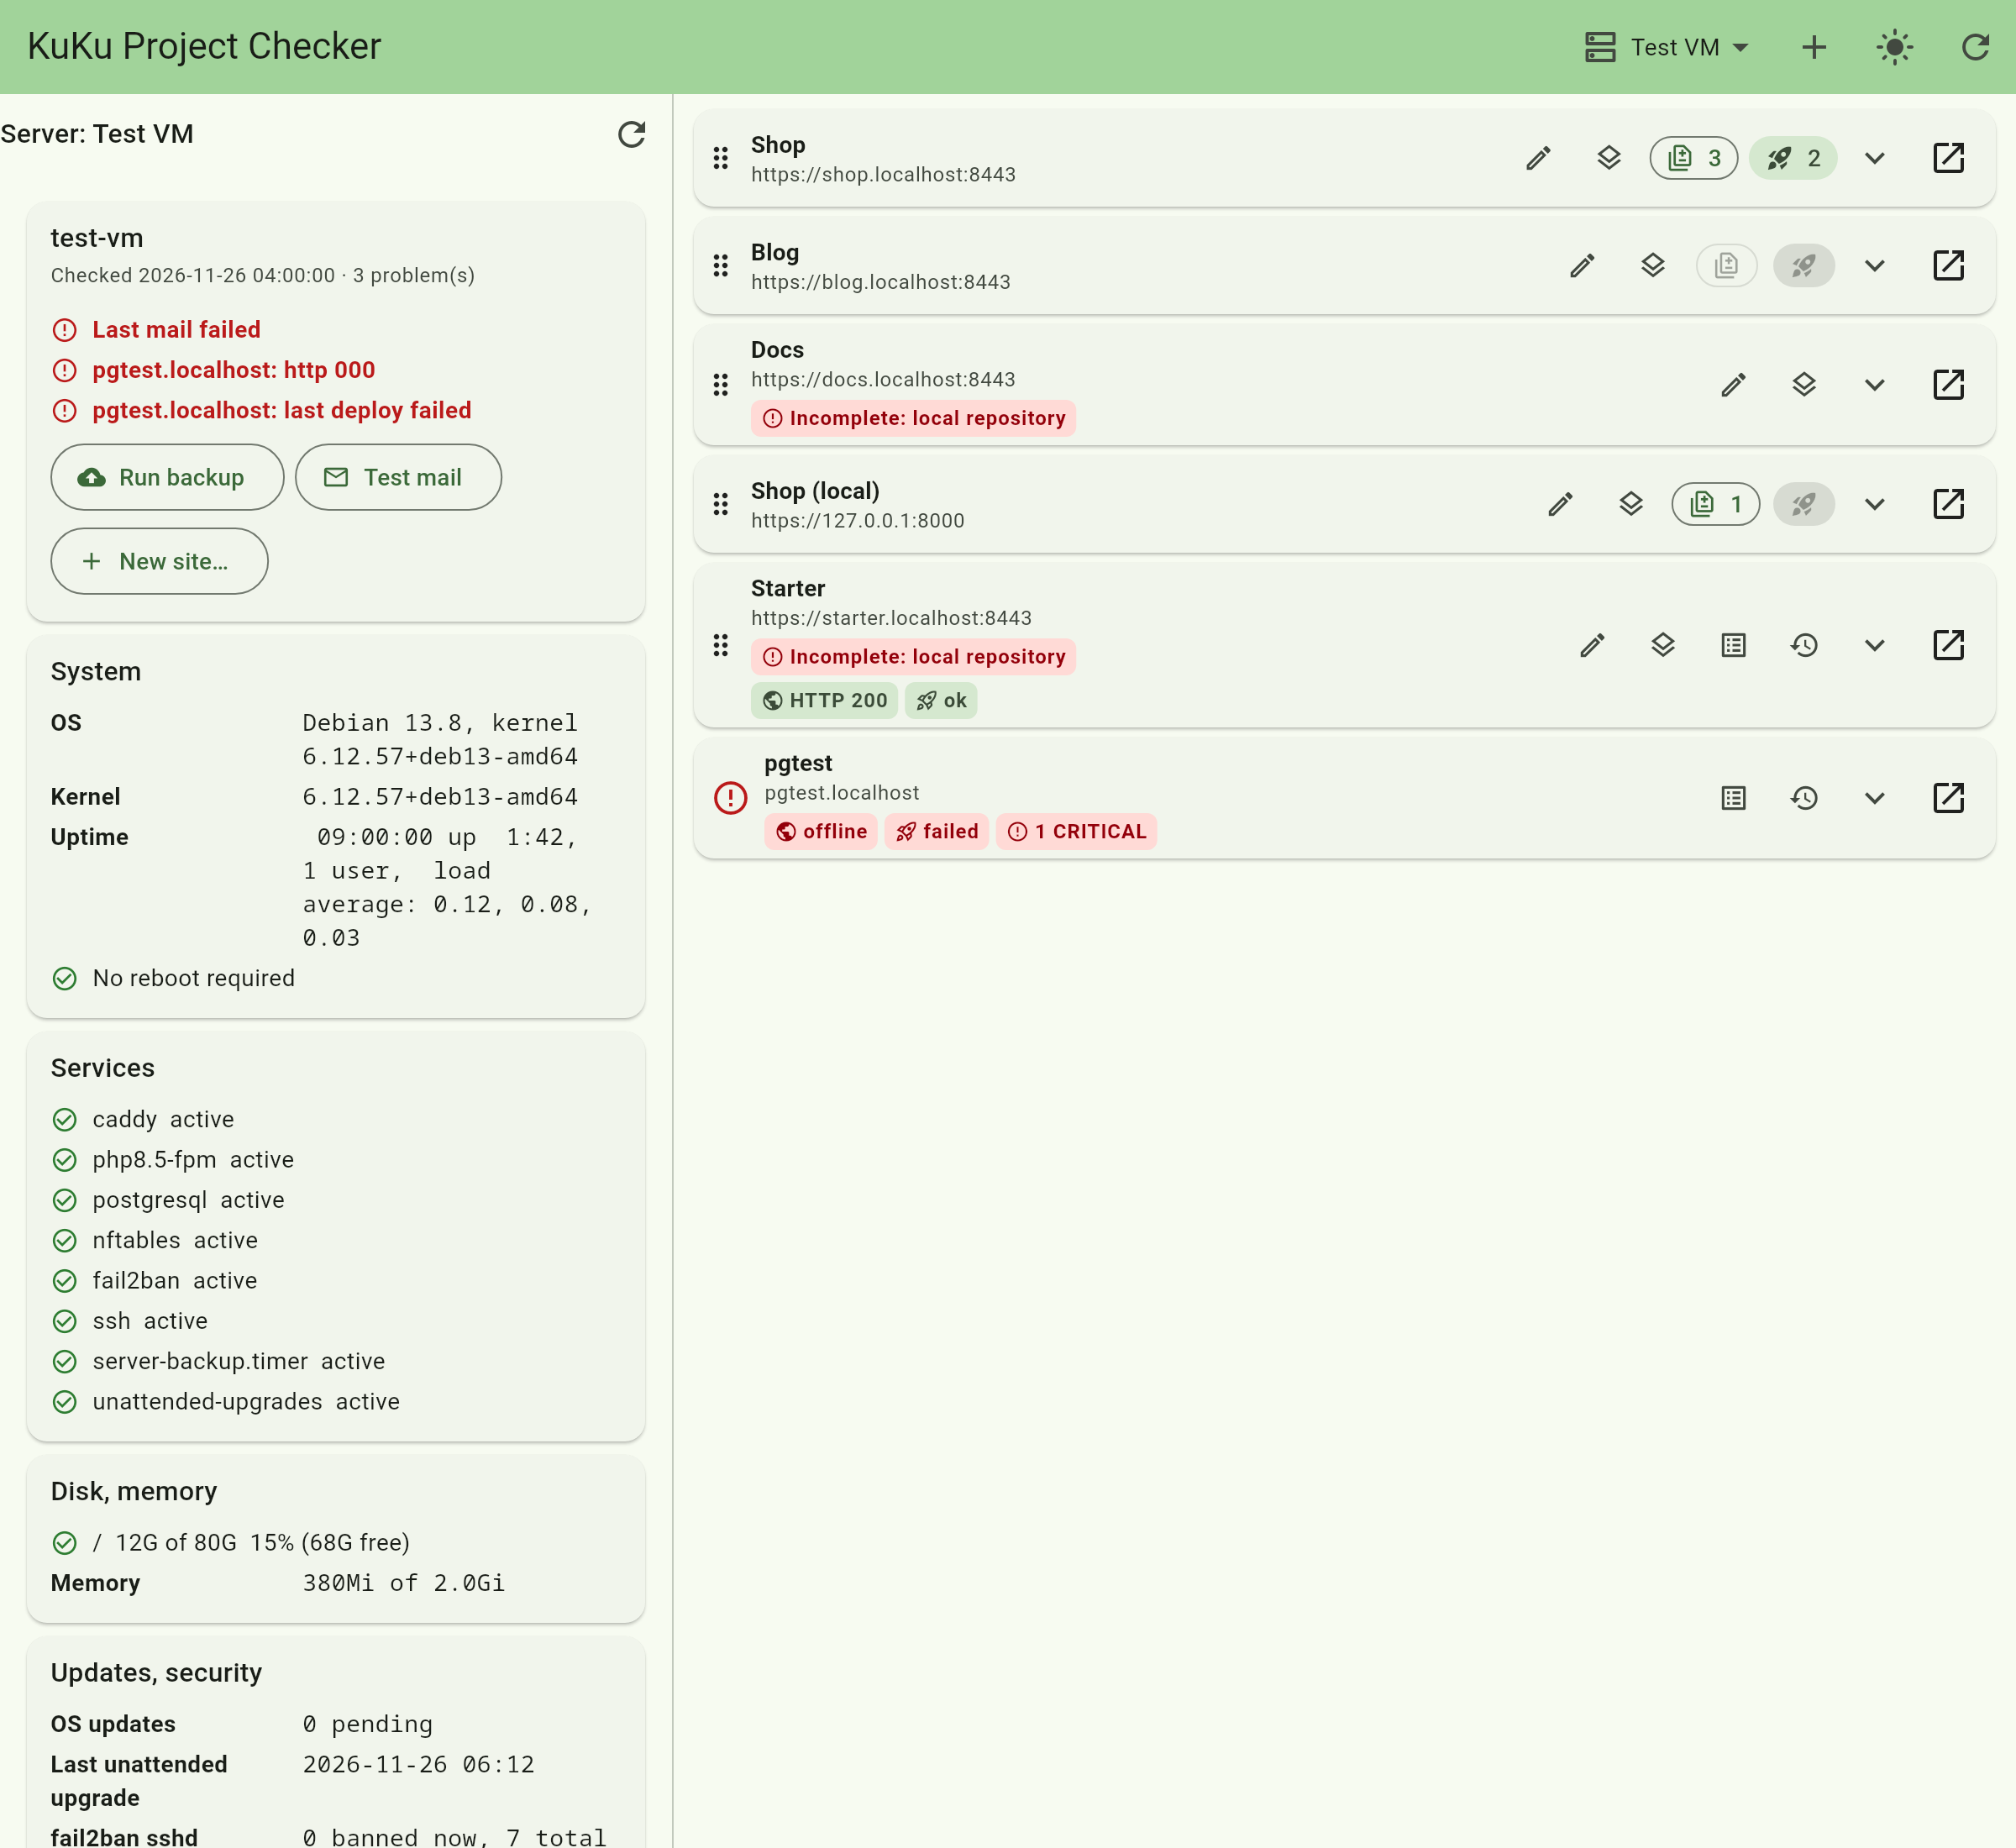 KuKu Project Checker
Test VM
Server: Test VM
test-vm
Checked 2026-11-26 04:00:00 · 3 problem(s)
Last mail failed
pgtest.localhost: http 000
pgtest.localhost: last deploy failed
Run backup
Test mail
New site…
System
OS
Debian 13.8, kernel
6.12.57+deb13-amd64
Kernel
6.12.57+deb13-amd64
Uptime
09:00:00 up  1:42,
1 user,  load
average: 0.12, 0.08,
0.03
No reboot required
Services
caddy active
php8.5-fpm active
postgresql active
nftables active
fail2ban active
ssh active
server-backup.timer active
unattended-upgrades active
Disk, memory
/ 12G of 80G 15% (68G free)
Memory
380Mi of 2.0Gi
Updates, security
OS updates
0 pending
Last unattended
upgrade
2026-11-26 06:12
fail2ban sshd
0 banned now, 7 total
Shop
https://shop.localhost:8443
3
2
Blog
https://blog.localhost:8443
Docs
https://docs.localhost:8443
Incomplete: local repository
Shop (local)
https://127.0.0.1:8000
1
Starter
https://starter.localhost:8443
Incomplete: local repository
HTTP 200
ok
pgtest
pgtest.localhost
offline
failed
1 CRITICAL